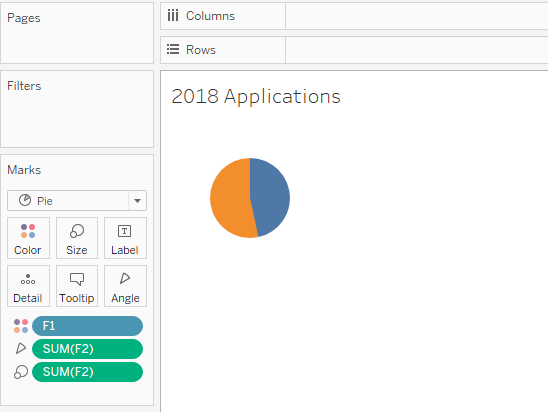 Pages
Columns
Rows
Filters
2018 Applications
Marks
Pie
Color Size Label
T
Detail Tooltip Angle
F1
SUM(F2)
SUM(F2)